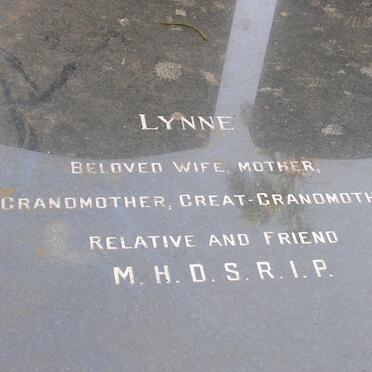 Lynne
Beloved Wife, mother,
Grandmother, Great-Grandmoth
Relative and Friend
M. H. D. S. R. I. P.